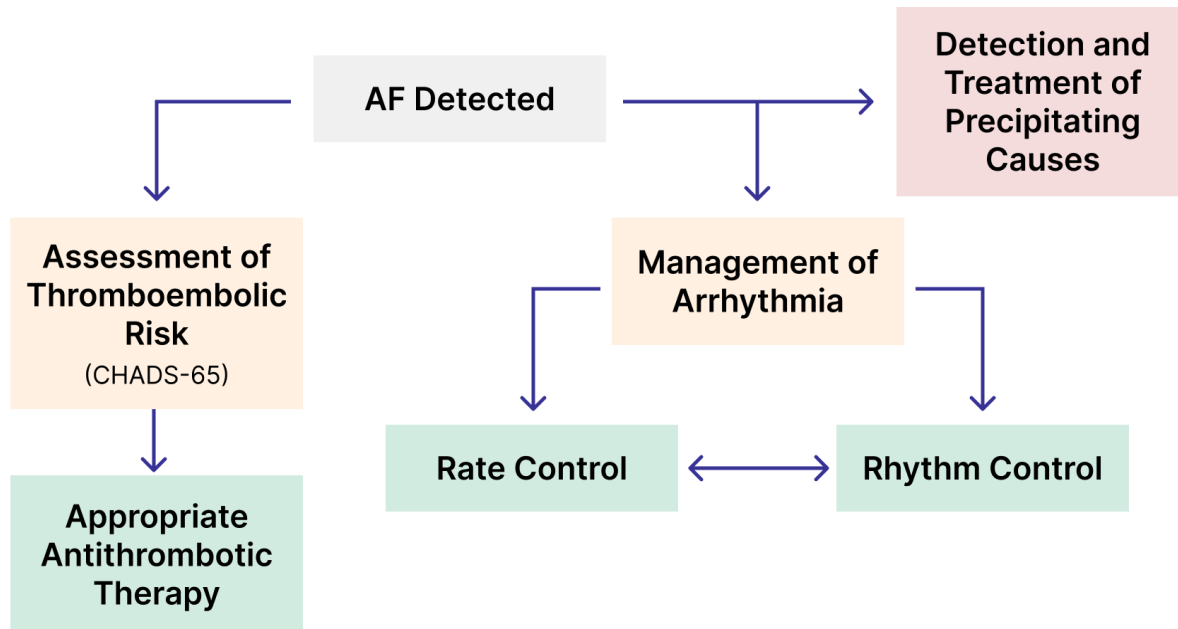 AF Detected
Detection and
Treatment of
Precipitating
Causes
Assessment of
Thromboembolic
Risk
(CHADS-65)
Management of
Arrhythmia
Rate Control
Rhythm Control
Appropriate
Antithrombotic
Therapy